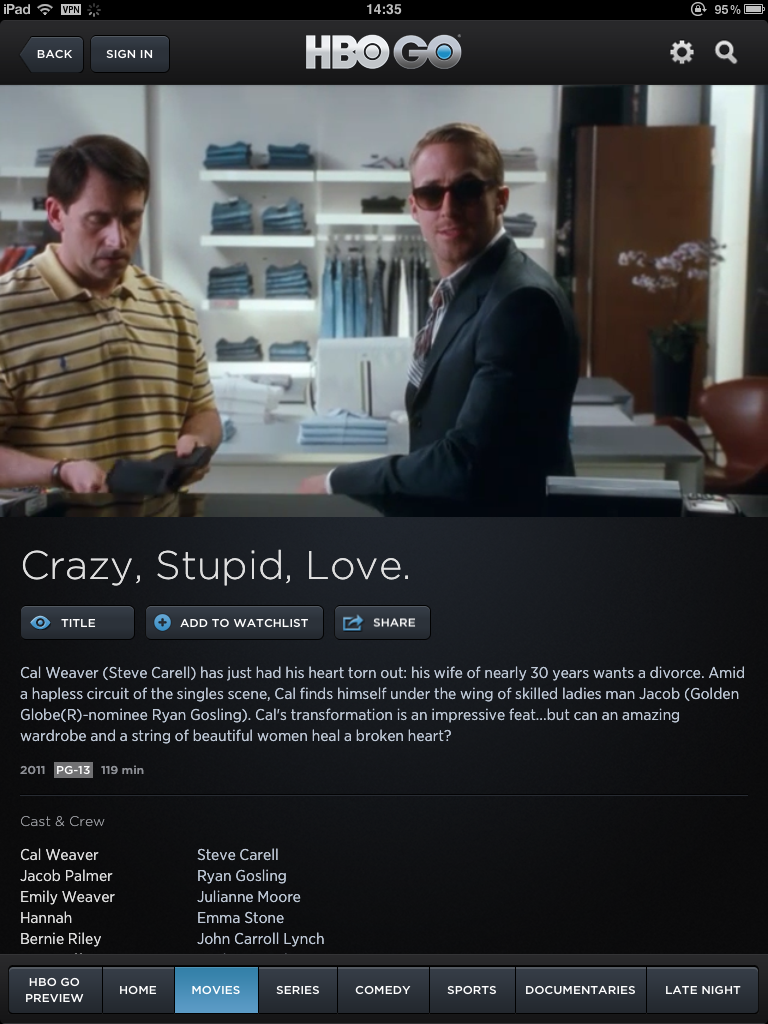 iPad VPN 14:35 95%
BACK SIGN IN HBO GO
Crazy, Stupid, Love.
TITLE ADD TO WATCHLIST SHARE
Cal Weaver (Steve Carell) has just had his heart torn out: his wife of nearly 30 years wants a divorce. Amid
a hapless circuit of the singles scene, Cal finds himself under the wing of skilled ladies man Jacob (Golden
Globe(R)-nominee Ryan Gosling). Cal's transformation is an impressive feat...but can an amazing
wardrobe and a string of beautiful women heal a broken heart?
2011 PG-13 119 min
Cast & Crew
Cal Weaver Steve Carell
Jacob Palmer Ryan Gosling
Emily Weaver Julianne Moore
Hannah Emma Stone
Bernie Riley John Carroll Lynch
HBO GO
PREVIEW HOME MOVIES SERIES COMEDY SPORTS DOCUMENTARIES LATE NIGHT